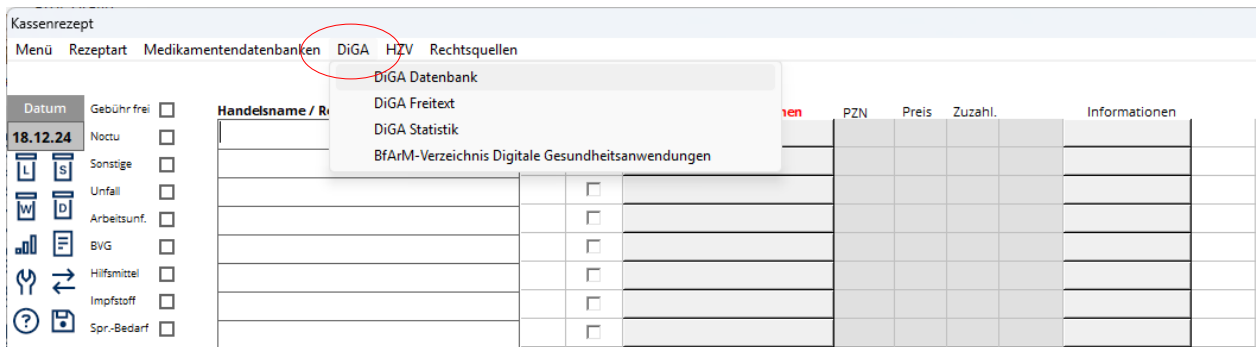 Kassenrezept
Menü Rezeptart Medikamentendatenbanken DiGA HZV Rechtsquellen
DiGA Datenbank
DiGA Freitext
DiGA Statistik
BfArM-Verzeichnis Digitale Gesundheitsanwendungen
Datum Gebühr frei Handelsname / PZN Preis Zuzahl. Informationen
18.12.24 Noctu
L S Sonstige
Unfall
W D Arbeitsunf.
BVG
Hilfsmittel
Impfstoff
? Spr.-Bedarf